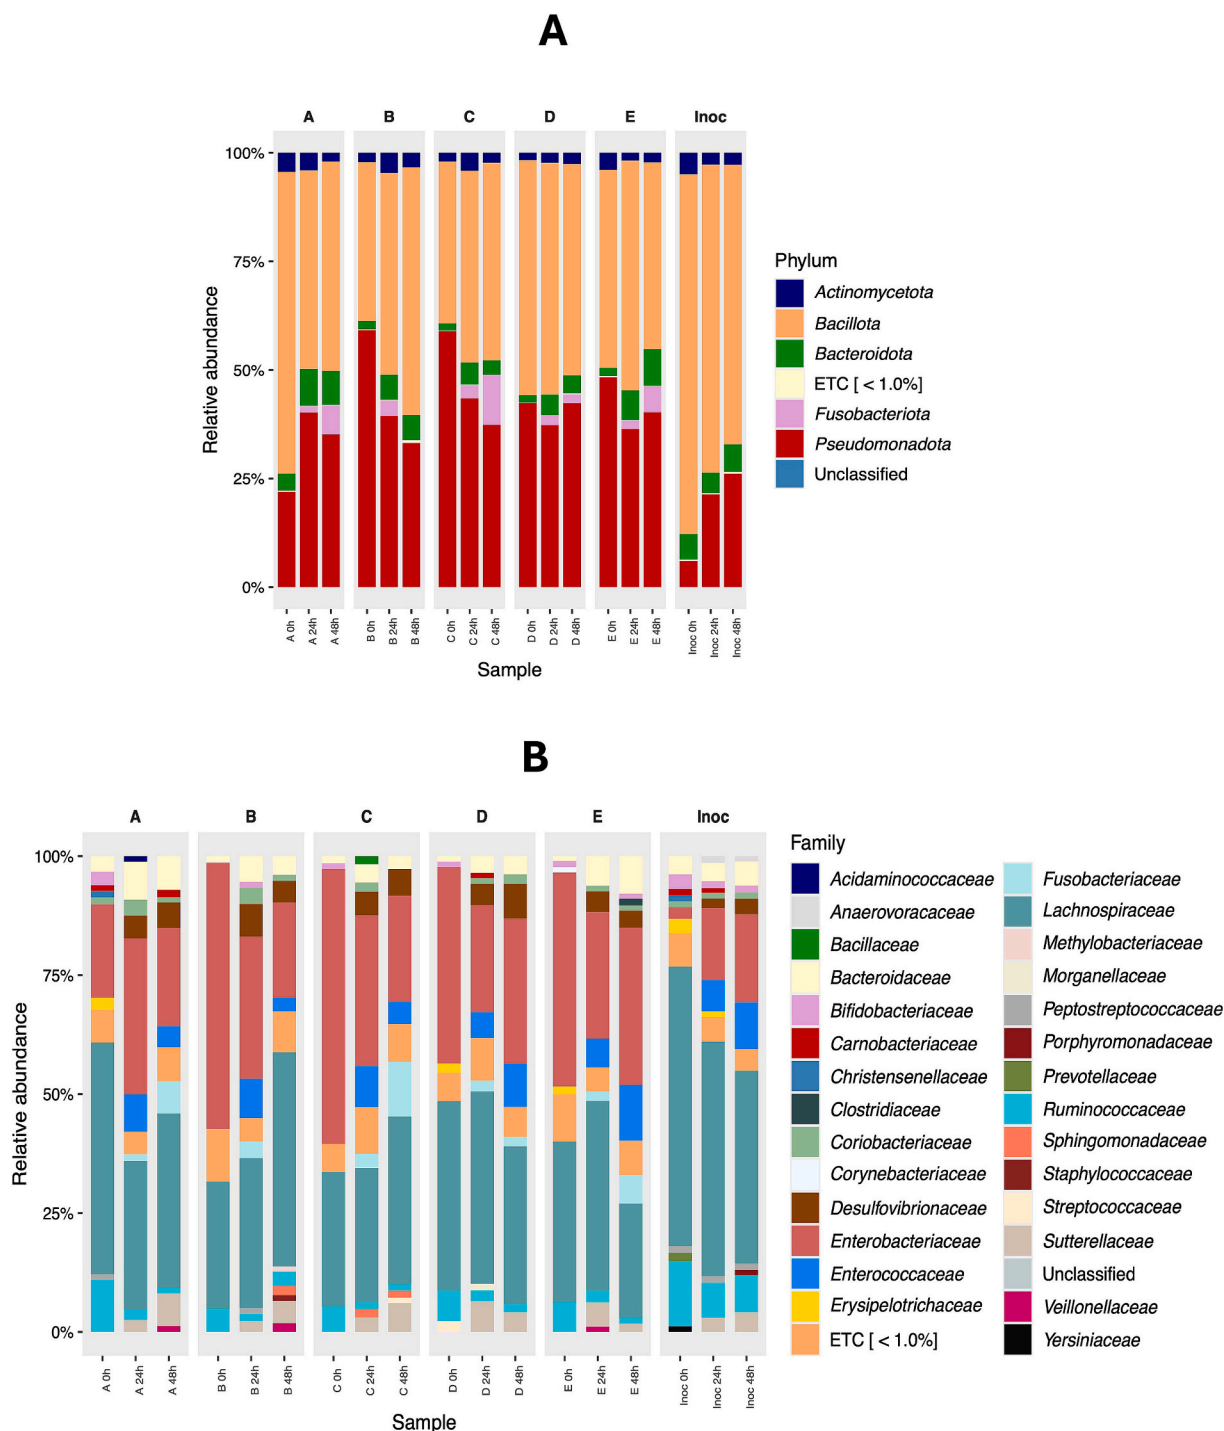 A
A B C D E Inoc
100%
75%
50%
25%
0%
Relative abundance
A 0h A 24h A 48h B 0h B 24h B 48h C 0h C 24h C 48h D 0h D 24h D 48h E 0h E 24h E 48h Inoc 0h Inoc 24h Inoc 48h
Sample
Phylum
Actinomycetota
Bacillota
Bacteroidota
ETC [ < 1.0%]
Fusobacteriota
Pseudomonadota
Unclassified
B
A B C D E Inoc
100%
75%
50%
25%
0%
Relative abundance
A 0h A 24h A 48h B 0h B 24h B 48h C 0h C 24h C 48h D 0h D 24h D 48h E 0h E 24h E 48h Inoc 0h Inoc 24h Inoc 48h
Sample
Family
Acidaminococcaceae
Anaerovoracaceae
Bacillaceae
Bacteroidaceae
Bifidobacteriaceae
Carnobacteriaceae
Christensenellaceae
Clostridiaceae
Coriobacteriaceae
Corynebacteriaceae
Desulfovibrionaceae
Enterobacteriaceae
Enterococcaceae
Erysipelotrichaceae
ETC [ < 1.0%]
Fusobacteriaceae
Lachnospiraceae
Methylobacteriaceae
Morganellaceae
Peptostreptococcaceae
Porphyromonadaceae
Prevotellaceae
Ruminococcaceae
Sphingomonadaceae
Staphylococcaceae
Streptococcaceae
Sutterellaceae
Unclassified
Veillonellaceae
Yersiniaceae